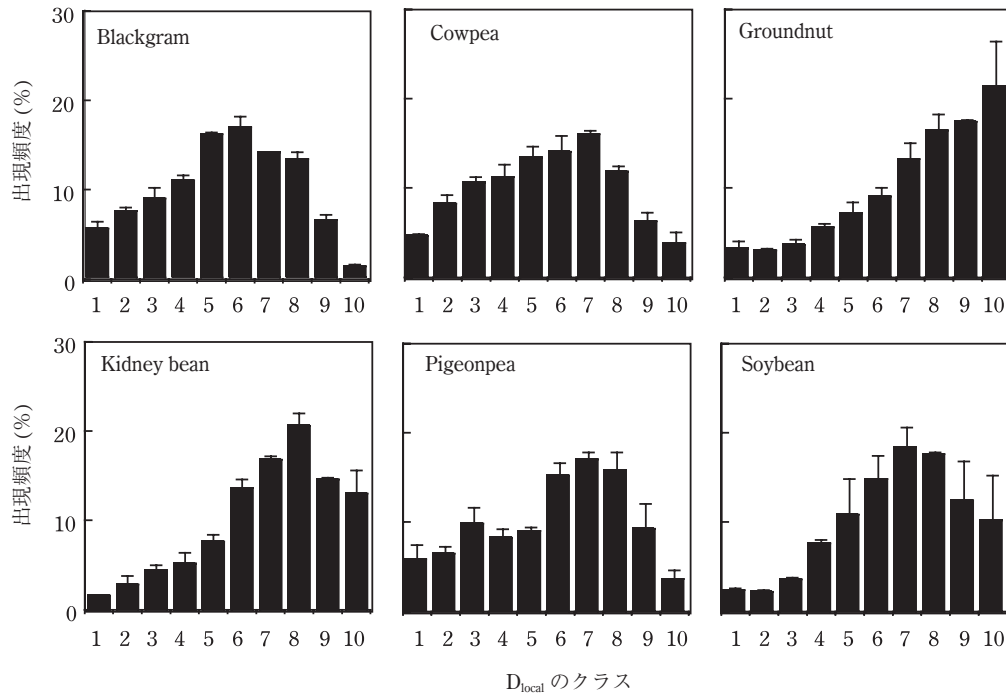 30
20
10
0
出現頻度 (%)
Blackgram
1 2 3 4 5 6 7 8 9 10
Cowpea
1 2 3 4 5 6 7 8 9 10
Groundnut
1 2 3 4 5 6 7 8 9 10
30
20
10
0
出現頻度 (%)
Kidney bean
1 2 3 4 5 6 7 8 9 10
Pigeonpea
1 2 3 4 5 6 7 8 9 10
Soybean
1 2 3 4 5 6 7 8 9 10
Dlocal のクラス